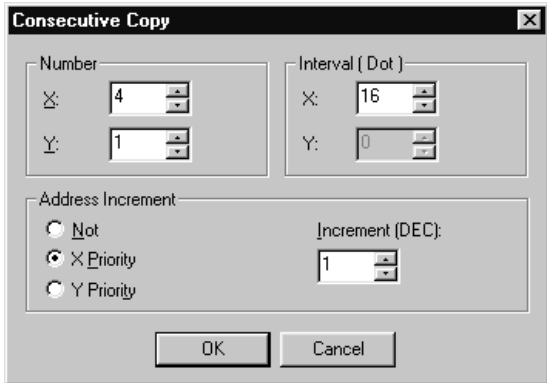 Consecutive Copy
Number
X: 4
Y: 1
Interval ( Dot )
X: 16
Y: 0
Address Increment
Not
X Priority
Y Priority
Increment (DEC):
1
OK Cancel